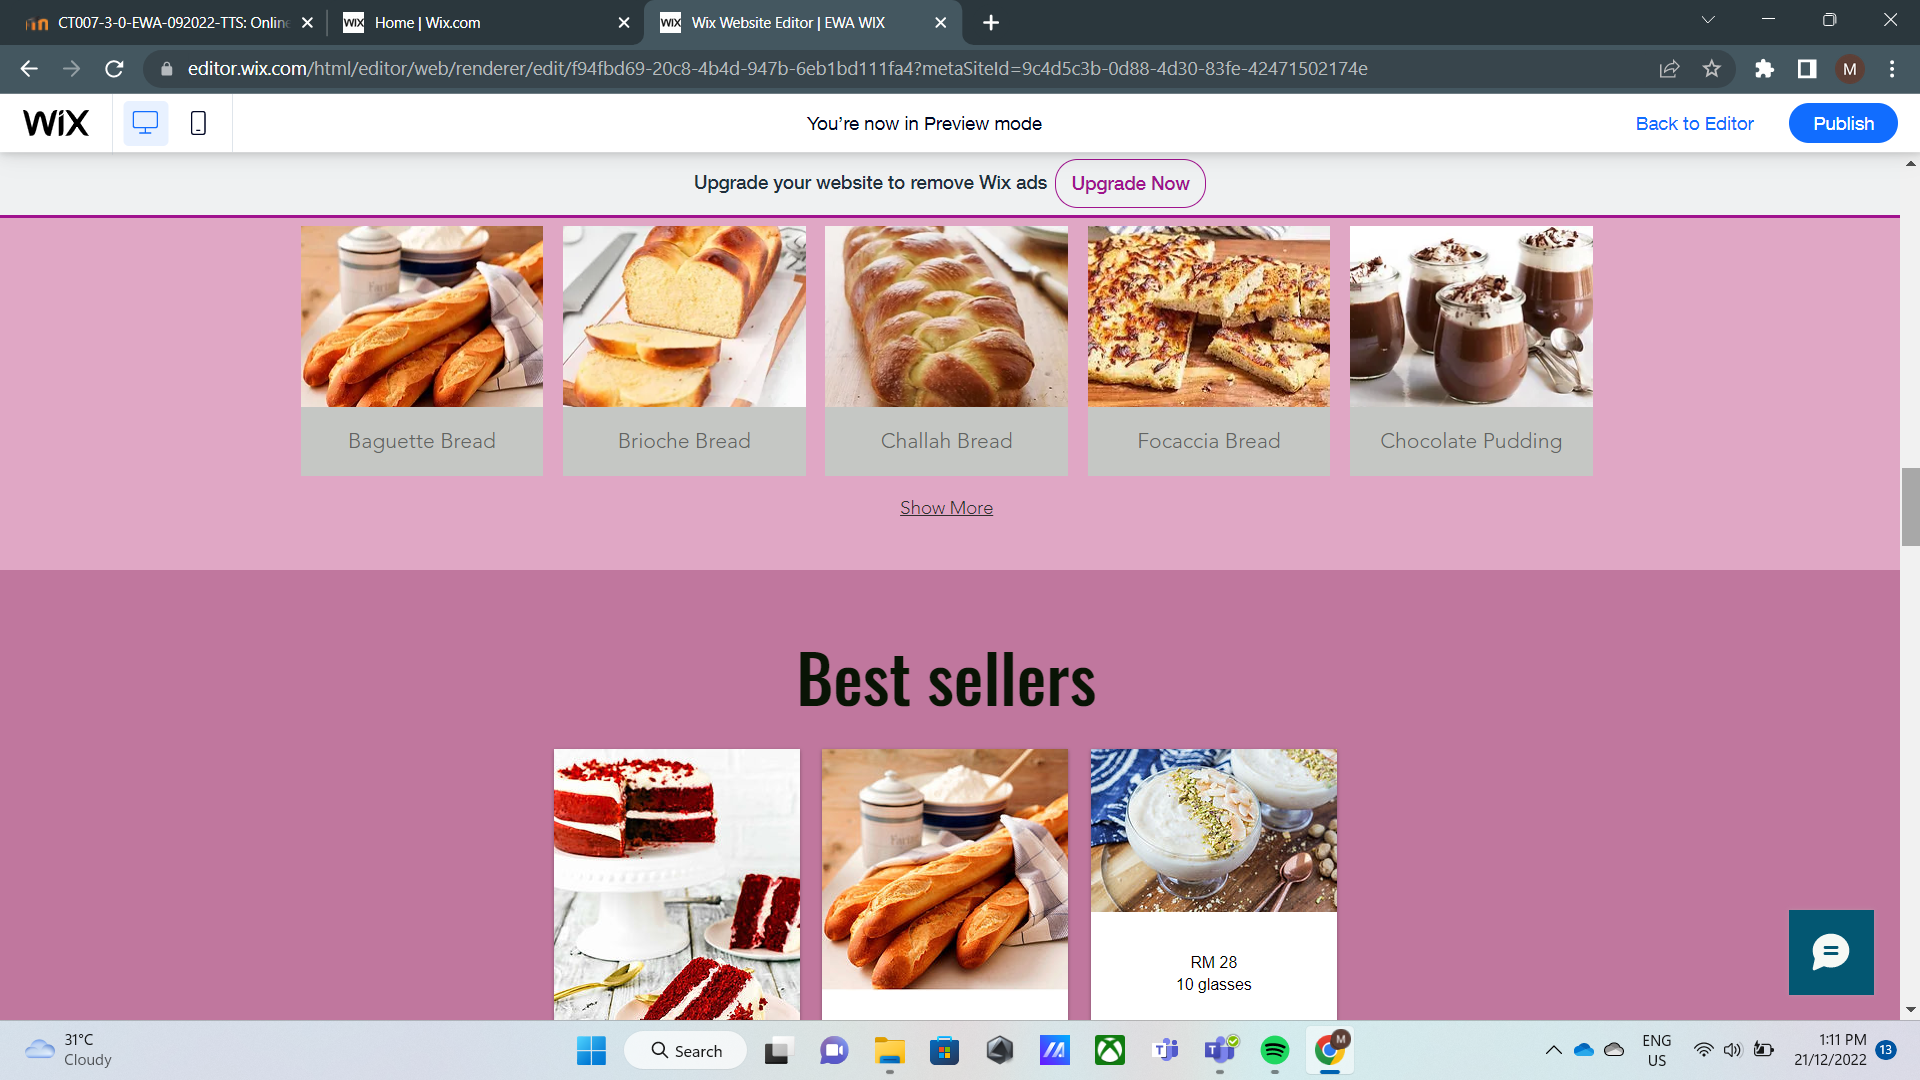 CT007-3-0-EWA-092022-TTS: Online
WIX Home | Wix.com
WIX Wix Website Editor | EWA WIX
editor.wix.com/html/editor/web/renderer/edit/f94fbd69-20c8-4b4d-947b-6eb1bd111fa4?metaSiteId=9c4d5c3b-0d88-4d30-83fe-42471502174e
M
WiX
You're now in Preview mode
Back to Editor
Publish
Upgrade your website to remove Wix ads
Upgrade Now
Baguette Bread
Brioche Bread
Challah Bread
Focaccia Bread
Chocolate Pudding
Show More
Best sellers
RM 28
10 glasses
31°C
Cloudy
Search
M
ENG
US
1:11 PM
21/12/2022
13